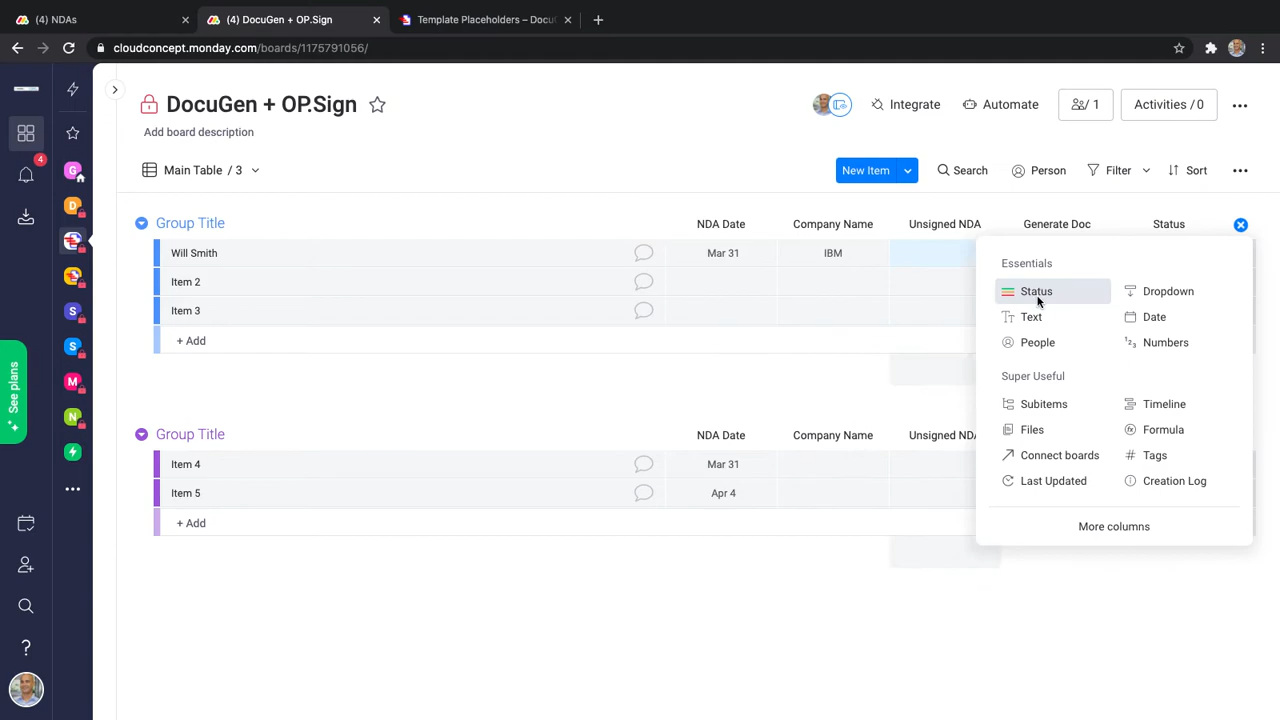 (4) NDAs
(4) DocuGen + OP.Sign
Template Placeholders – DocuG
cloudconcept.monday.com/boards/1175791056/
DocuGen + OP.Sign
Integrate
Automate
/ 1
Activities / 0
Add board description
4
G
D
S
S
M
N
See plans
Main Table / 3
New Item
Search
Person
Filter
Sort
Group Title
NDA Date
Company Name
Unsigned NDA
Generate Doc
Status
Will Smith
Mar 31
IBM
Item 2
Item 3
+ Add
Essentials
Status
Dropdown
Text
Date
People
Numbers
Super Useful
Subitems
Timeline
Files
Formula
Connect boards
Tags
Last Updated
Creation Log
More columns
Group Title
NDA Date
Company Name
Unsigned NDA
Item 4
Mar 31
Item 5
Apr 4
+ Add